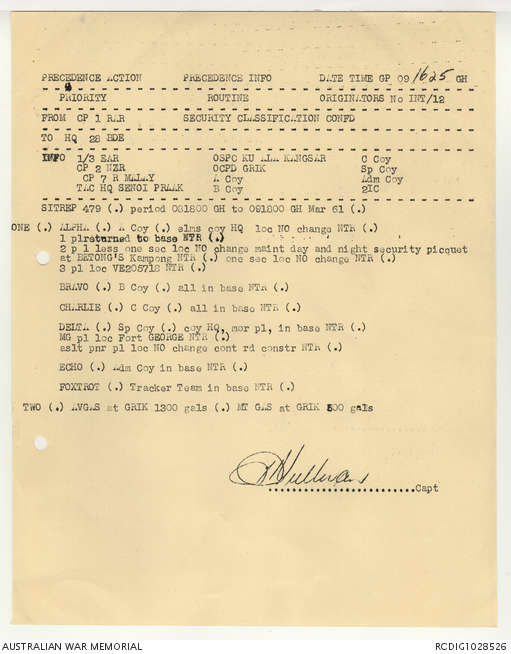 PRECEDENCE ACTION PRECEDENCE INFO DATE TIME GP 09 1625 GH
PRIORITY ROUTINE ORIGINATORS No INT/12
FROM CP 1 RAR SECURITY CLASSIFICATION CONFD
TO HQ 28 BDE
INFO 1/3 EAR OSPC KUALA KANGSAR C Coy
CP 2 NZR OCPD GRIK Sp Coy
CP 7 R MALAY A Coy Adm Coy
TAC HQ SENOI PRAAK B Coy 2IC
SITREP 479 (.) period 081800 GH to 091800 GH Mar 61 (.)
ONE (.) ALPHA (.) A Coy (.) elms coy HQ loc NO change NTR (.)
1 pl returned to base NTR (.)
2 pl less one sec loc NO change maint day and night security picquet
at BETONG'S Kampong NTR (.) one sec loc NO change NTR (.)
3 pl loc VE208718 NTR (.)
BRAVO (.) B Coy (.) all in base NTR (.)
CHARLIE (.) C Coy (.) all in base NTR (.)
DELTA (.) Sp Coy (.) coy HQ, mor pl, in base NTR (.)
MG pl loc Fort GEORGE NTR (.)
aslt pnr pl loc NO change cont rd constr NTR (.)
ECHO (.) Adm Coy in base NTR (.)
FOXTROT (.) Tracker Team in base NTR (.)
TWO (.) AVGAS at GRIK 1300 gals (.) MT GAS at GRIK 500 gals
Capt
AUSTRALIAN WAR MEMORIAL RCDIG1028526